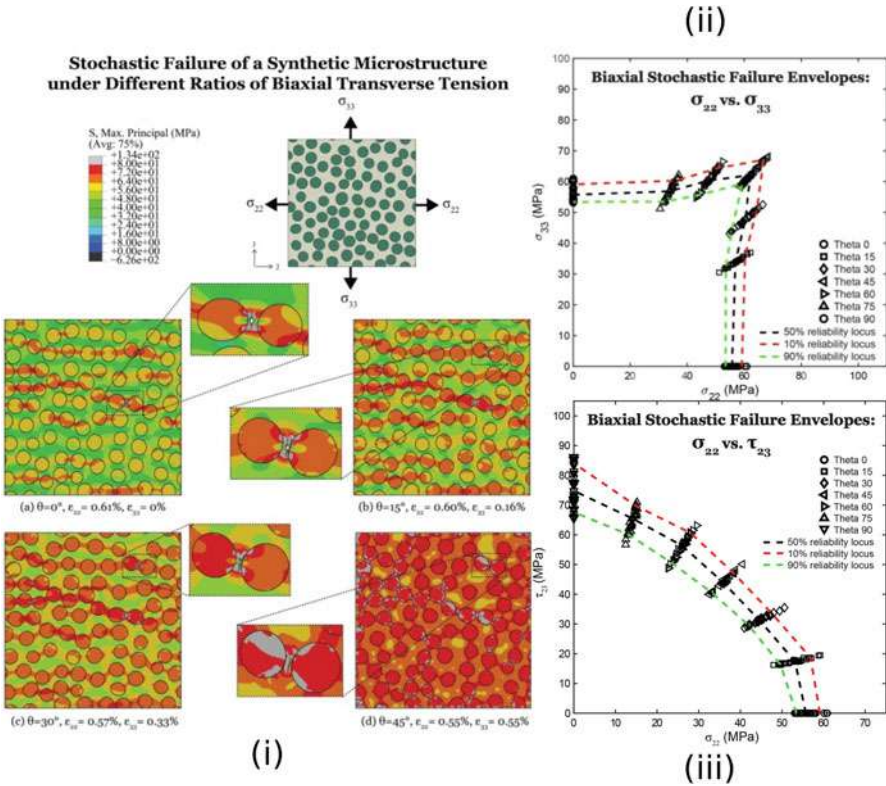 (ii)
Stochastic Failure of a Synthetic Microstructure
under Different Ratios of Biaxial Transverse Tension
S, Max. Principal (MPa)
(Avg: 75%)
+1.34e+02
+8.00e+01
+7.20e+01
+6.40e+01
+5.60e+01
+4.80e+01
+4.00e+01
+3.20e+01
+2.40e+01
+1.60e+01
+8.00e+00
+0.00e+00
-6.26e+02
σ33
σ22
σ22
σ33
(a) θ=0°, ε22= 0.61%, ε33= 0%
(b) θ=15°, ε22= 0.60%, ε33= 0.16%
(c) θ=30°, ε22= 0.57%, ε33= 0.33%
(d) θ=45°, ε22= 0.55%, ε33= 0.55%
(i)
Biaxial Stochastic Failure Envelopes:
σ22 vs. σ33
100
90
80
70
60
50
40
30
20
10
0
σ33 (MPa)
Theta 0
Theta 15
Theta 30
Theta 45
Theta 60
Theta 75
Theta 90
50% reliability locus
10% reliability locus
90% reliability locus
0
20
40
60
80
100
σ22 (MPa)
Biaxial Stochastic Failure Envelopes:
σ22 vs. τ23
100
90
80
70
60
50
40
30
20
10
0
τ23 (MPa)
Theta 0
Theta 15
Theta 30
Theta 45
Theta 60
Theta 75
Theta 90
50% reliability locus
10% reliability locus
90% reliability locus
0
10
20
30
40
50
60
70
σ22 (MPa)
(iii)